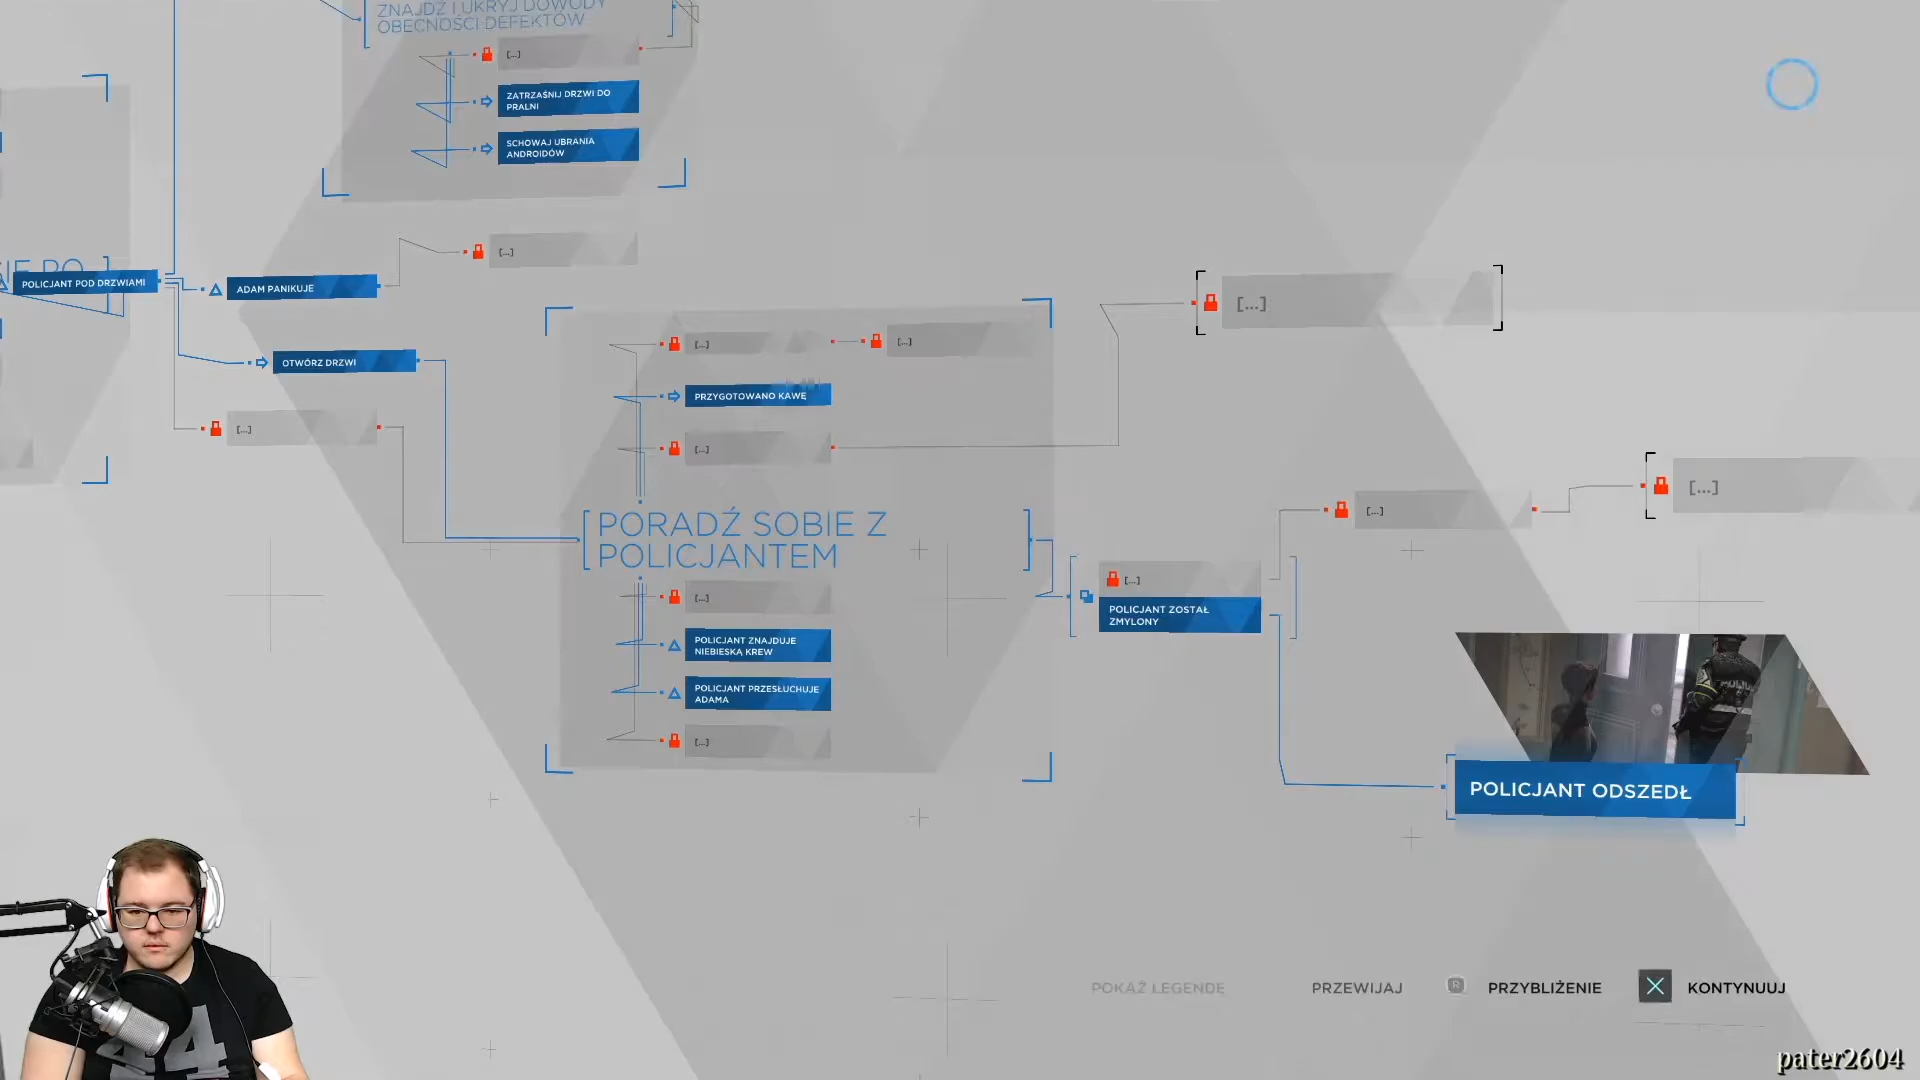 ZNAJDŹ I UKRYJ DOWODY
OBECNOŚCI DEFEKTÓW
[...]
ZATRZAŚNIJ DRZWI DO
PRALNI
SCHOWAJ UBRANIA
ANDROIDÓW
[...]
POLICJANT POD DRZWIAMI
ADAM PANIKUJE
[...]
[...]
[...]
OTWÓRZ DRZWI
PRZYGOTOWANO KAWĘ
[...]
[...]
[...]
[...]
PORADŹ SOBIE Z
POLICJANTEM
[...]
[...]
POLICJANT ZOSTAŁ
ZMYLONY
POLICJANT ZNAJDUJE
NIEBIESKĄ KREW
POLICJANT PRZESŁUCHUJE
ADAMA
[...]
POLICJANT ODSZEDŁ
POKAŻ LEGENDĘ
PRZEWIJAJ
R
PRZYBLIŻENIE
KONTYNUUJ
44
pater2604